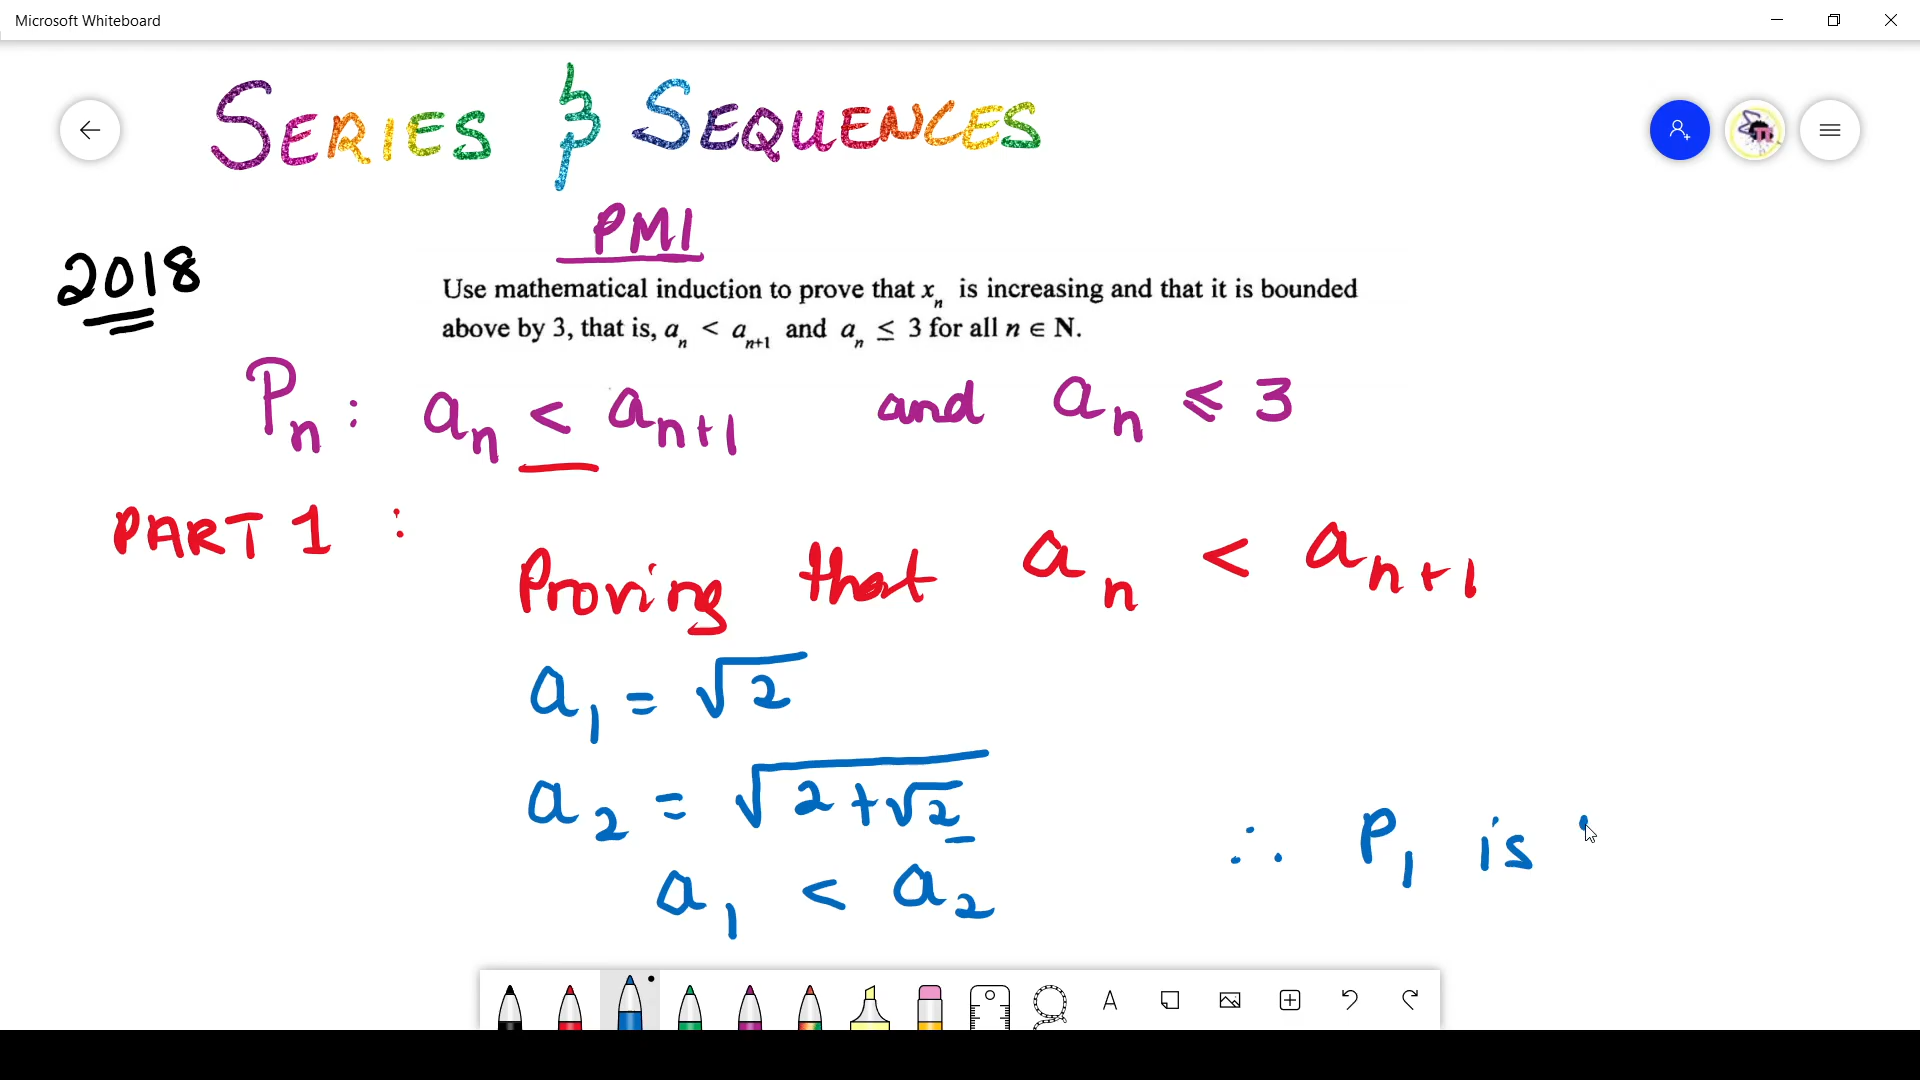 Microsoft Whiteboard
SERIES & SEQUENCES
PMI
2018
Use mathematical induction to prove that xₙ is increasing and that it is bounded
above by 3, that is, aₙ < aₙ₊₁ and aₙ ≤ 3 for all n ∈ N.
Pₙ : aₙ < aₙ₊₁ and aₙ ≤ 3
PART 1 :
Proving that aₙ < aₙ₊₁
a₁ = √2
a₂ = √(2+√2)
a₁ < a₂
∴ P₁ is
A